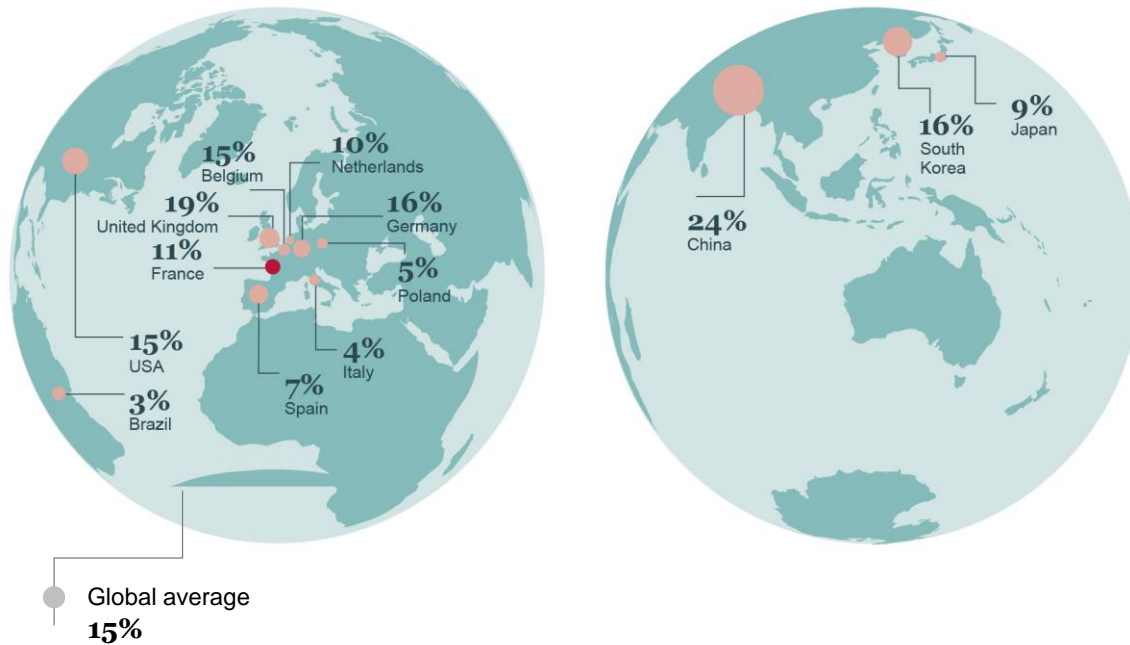 10%
Netherlands
15%
Belgium
19%
United Kingdom
16%
Germany
11%
France
5%
Poland
15%
USA
4%
Italy
7%
Spain
3%
Brazil
9%
Japan
16%
South
Korea
24%
China
Global average
15%